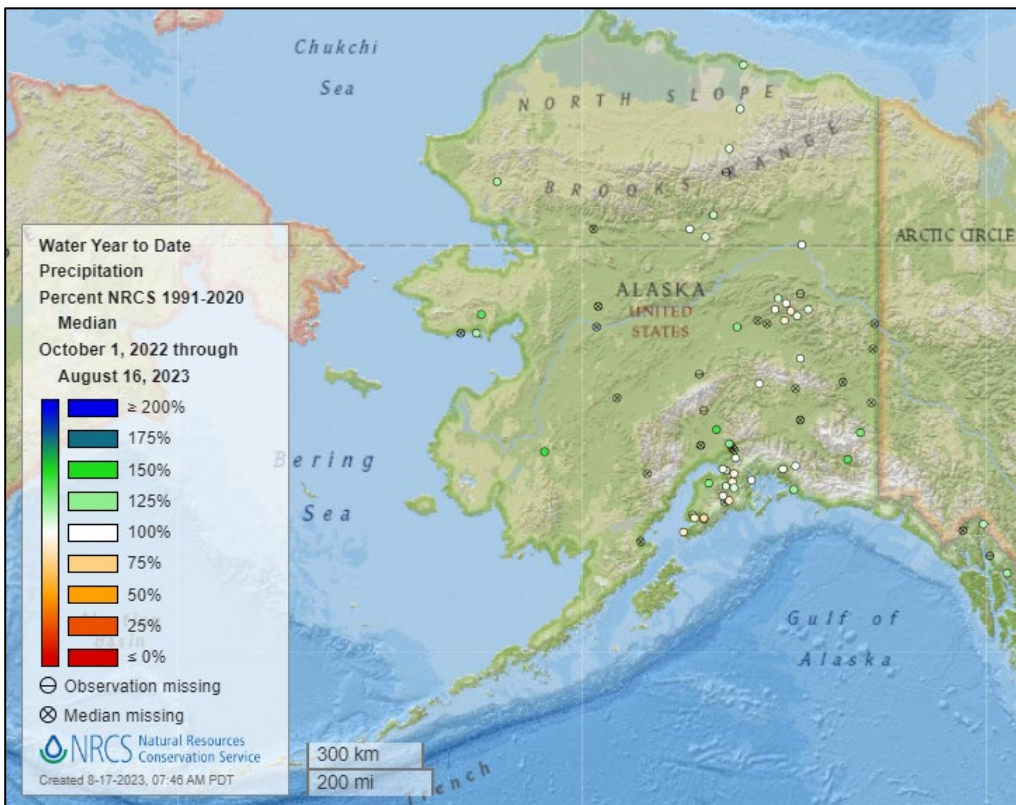 Chukchi
Sea
NORTH SLOPE
BROOKS RANGE
ARCTIC CIRCLE
ALASKA
UNITED
STATES
Bering
Sea
Gulf of
Alaska
Trench
Water Year to Date
Precipitation
Percent NRCS 1991-2020
Median
October 1, 2022 through
August 16, 2023
≥ 200%
175%
150%
125%
100%
75%
50%
25%
≤ 0%
Observation missing
Median missing
NRCS Natural Resources
Conservation Service
Created 8-17-2023, 07:46 AM PDT
300 km
200 mi